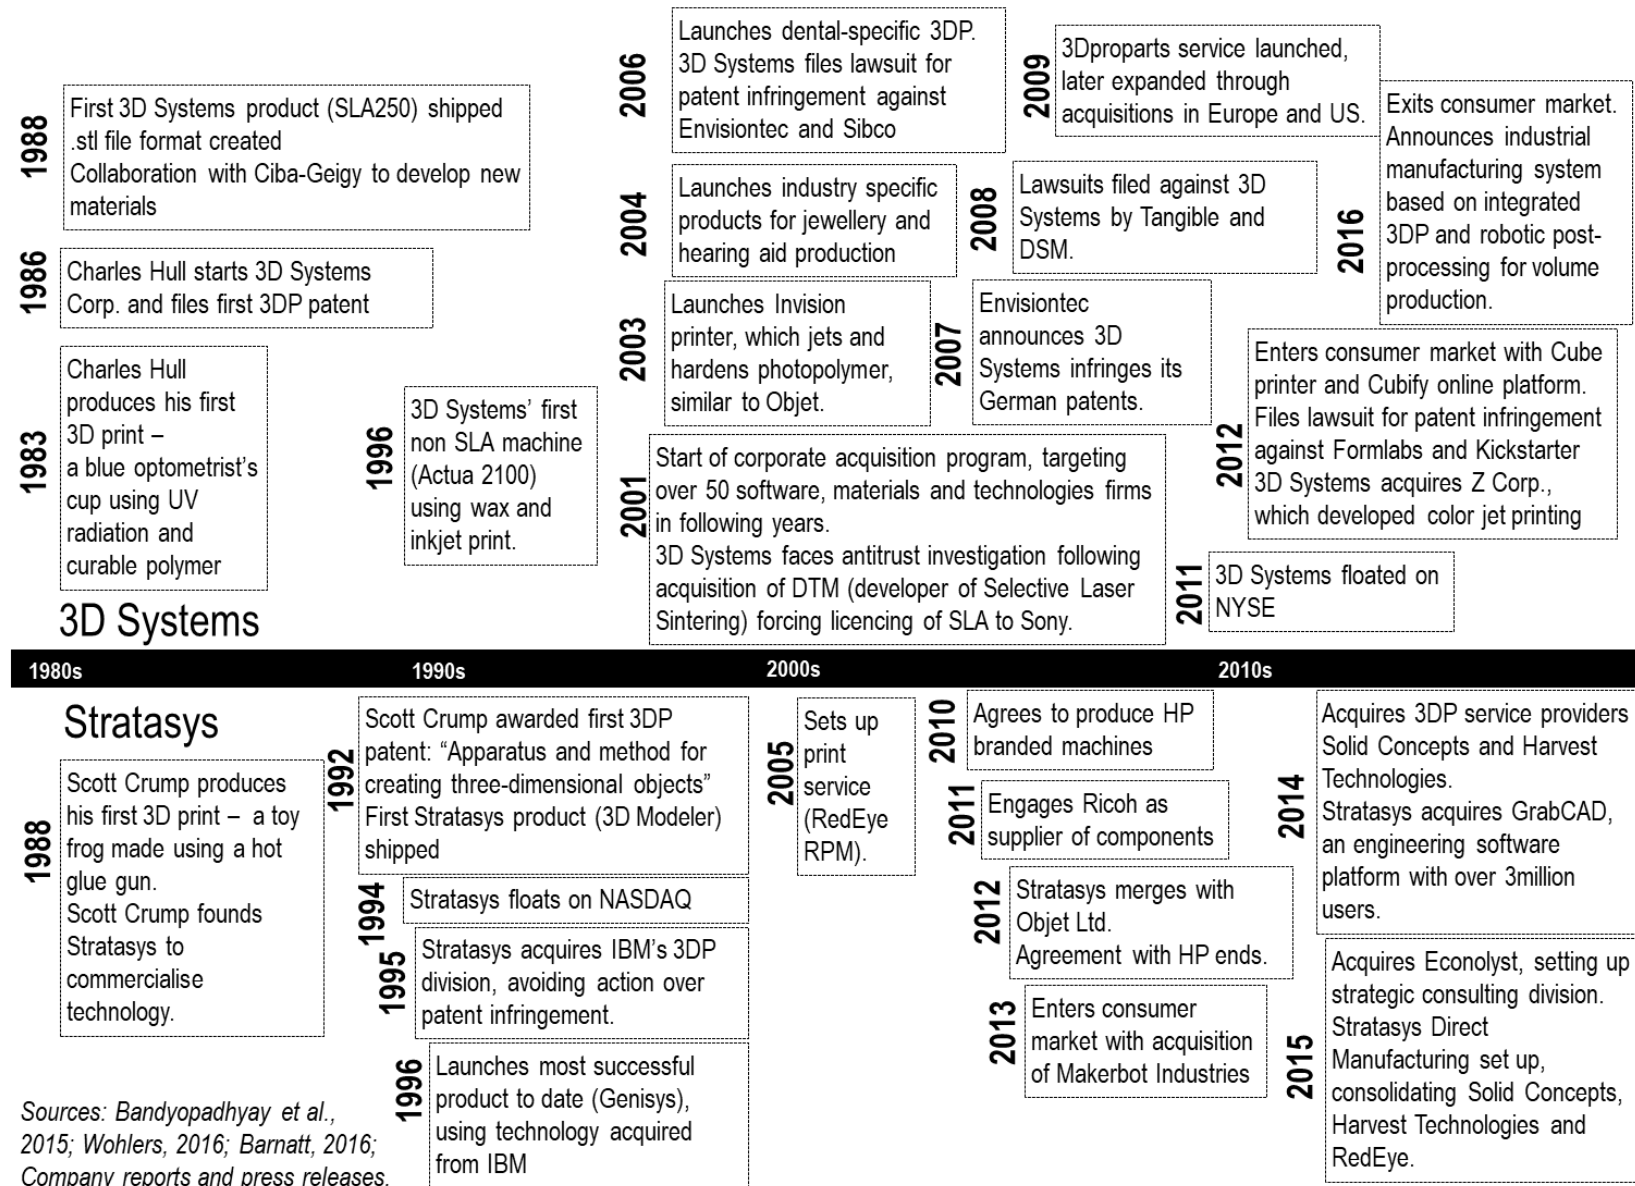 1983
Charles Hull
produces his first
3D print –
a blue optometrist's
cup using UV
radiation and
curable polymer
1986
Charles Hull starts 3D Systems
Corp. and files first 3DP patent
1988
First 3D Systems product (SLA250) shipped
.stl file format created
Collaboration with Ciba-Geigy to develop new
materials
1996
3D Systems' first
non SLA machine
(Actua 2100)
using wax and
inkjet print.
2001
Start of corporate acquisition program, targeting
over 50 software, materials and technologies firms
in following years.
3D Systems faces antitrust investigation following
acquisition of DTM (developer of Selective Laser
Sintering) forcing licencing of SLA to Sony.
2003
Launches Invision
printer, which jets and
hardens photopolymer,
similar to Objet.
2004
Launches industry specific
products for jewellery and
hearing aid production
2006
Launches dental-specific 3DP.
3D Systems files lawsuit for
patent infringement against
Envisiontec and Sibco
2007
Envisiontec
announces 3D
Systems infringes its
German patents.
2008
Lawsuits filed against 3D
Systems by Tangible and
DSM.
2009
3Dproparts service launched,
later expanded through
acquisitions in Europe and US.
2011
3D Systems floated on
NYSE
2012
Enters consumer market with Cube
printer and Cubify online platform.
Files lawsuit for patent infringement
against Formlabs and Kickstarter
3D Systems acquires Z Corp.,
which developed color jet printing
2016
Exits consumer market.
Announces industrial
manufacturing system
based on integrated
3DP and robotic post-
processing for volume
production.
3D Systems
1980s
1990s
2000s
2010s
Stratasys
1988
Scott Crump produces
his first 3D print – a toy
frog made using a hot
glue gun.
Scott Crump founds
Stratasys to
commercialise
technology.
1992
Scott Crump awarded first 3DP
patent: “Apparatus and method for
creating three-dimensional objects”
First Stratasys product (3D Modeler)
shipped
1994
Stratasys floats on NASDAQ
1995
Stratasys acquires IBM's 3DP
division, avoiding action over
patent infringement.
1996
Launches most successful
product to date (Genisys),
using technology acquired
from IBM
2005
Sets up
print
service
(RedEye
RPM).
2010
Agrees to produce HP
branded machines
2011
Engages Ricoh as
supplier of components
2012
Stratasys merges with
Objet Ltd.
Agreement with HP ends.
2013
Enters consumer
market with acquisition
of Makerbot Industries
2014
Acquires 3DP service providers
Solid Concepts and Harvest
Technologies.
Stratasys acquires GrabCAD,
an engineering software
platform with over 3million
users.
2015
Acquires Econolyst, setting up
strategic consulting division.
Stratasys Direct
Manufacturing set up,
consolidating Solid Concepts,
Harvest Technologies and
RedEye.
Sources: Bandyopadhyay et al.,
2015; Wohlers, 2016; Barnatt, 2016;
Company reports and press releases.